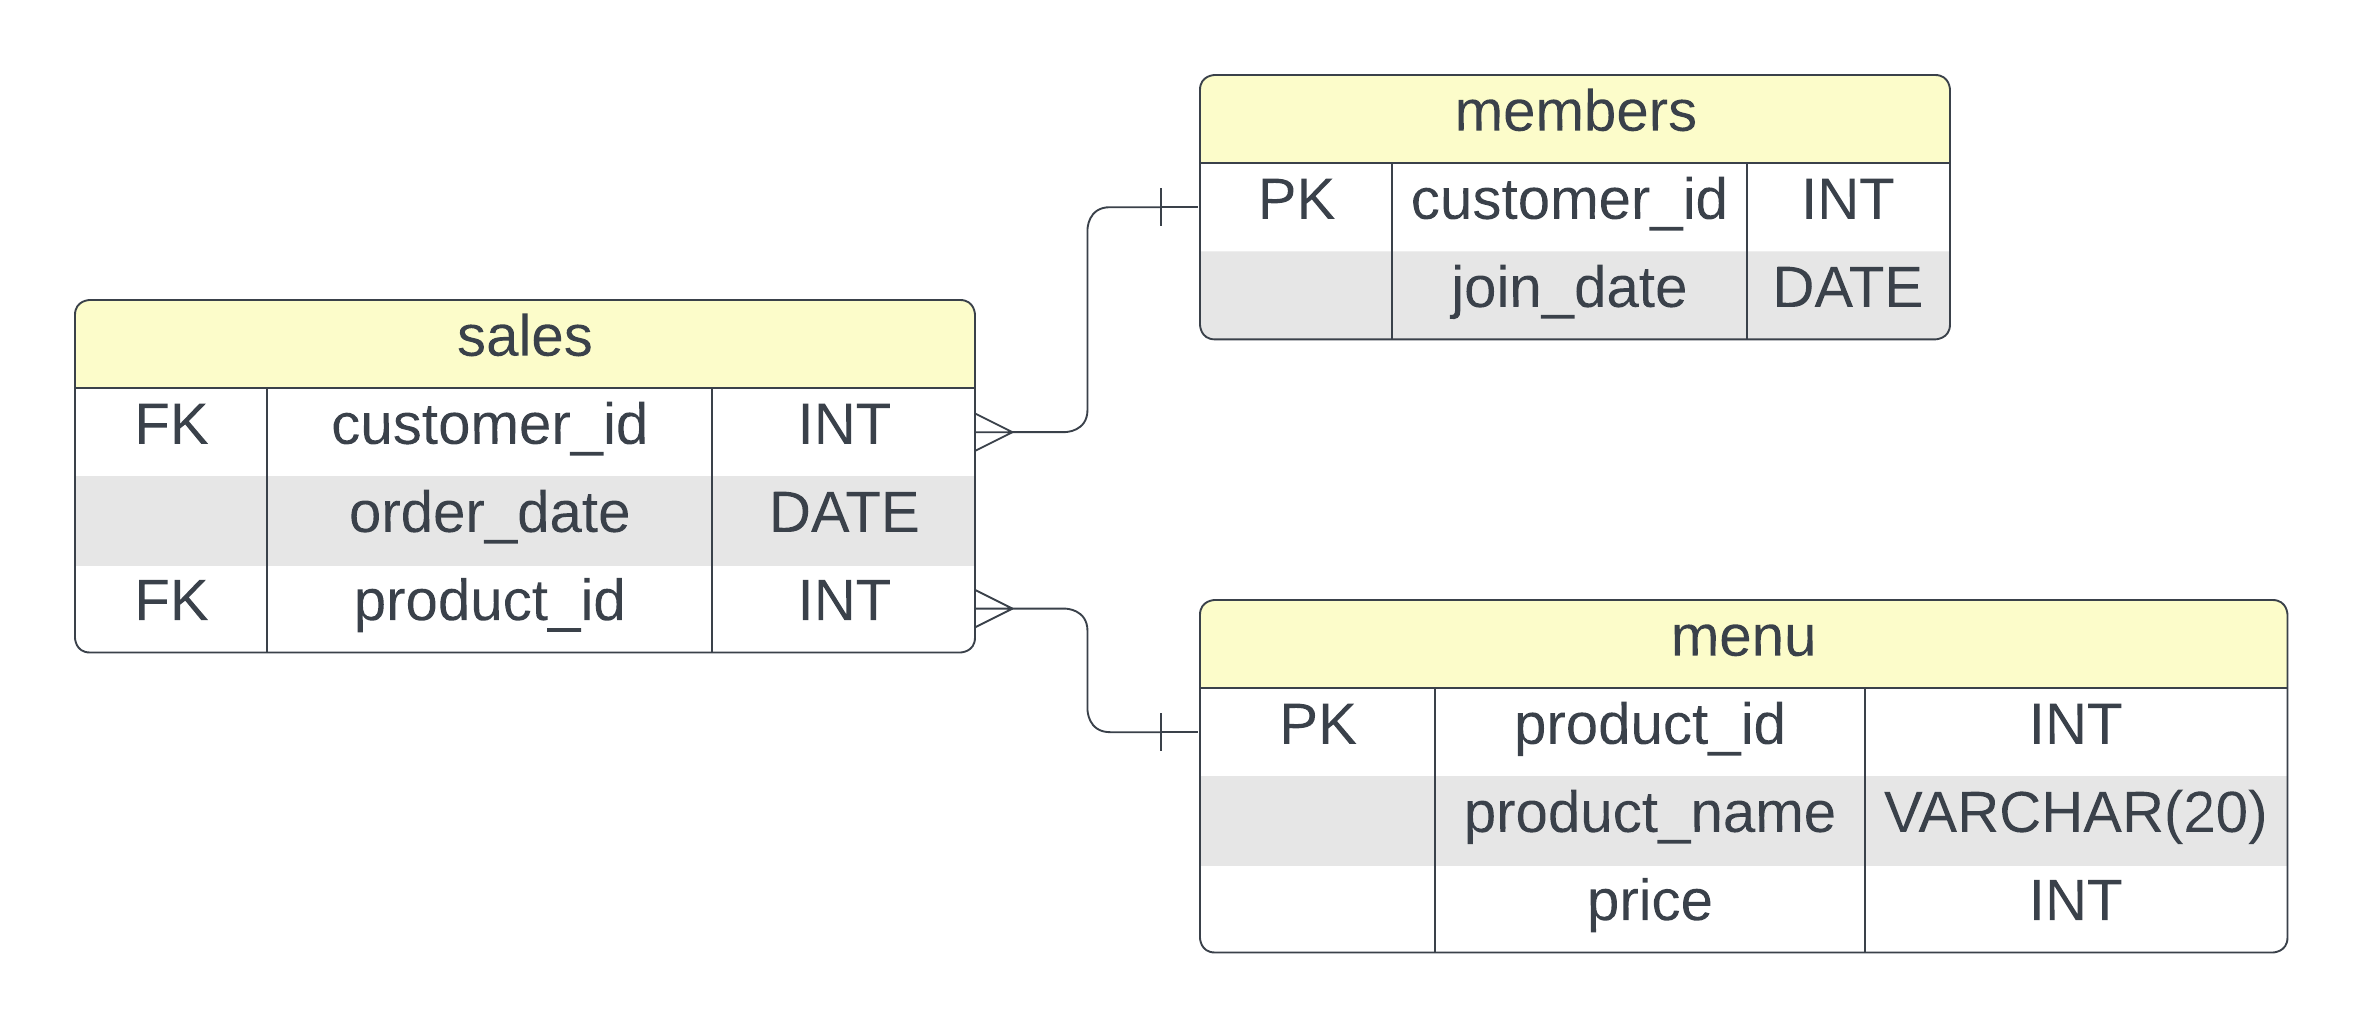 members
PK customer_id INT
join_date DATE
sales
FK customer_id INT
order_date DATE
FK product_id INT
menu
PK product_id INT
product_name VARCHAR(20)
price INT